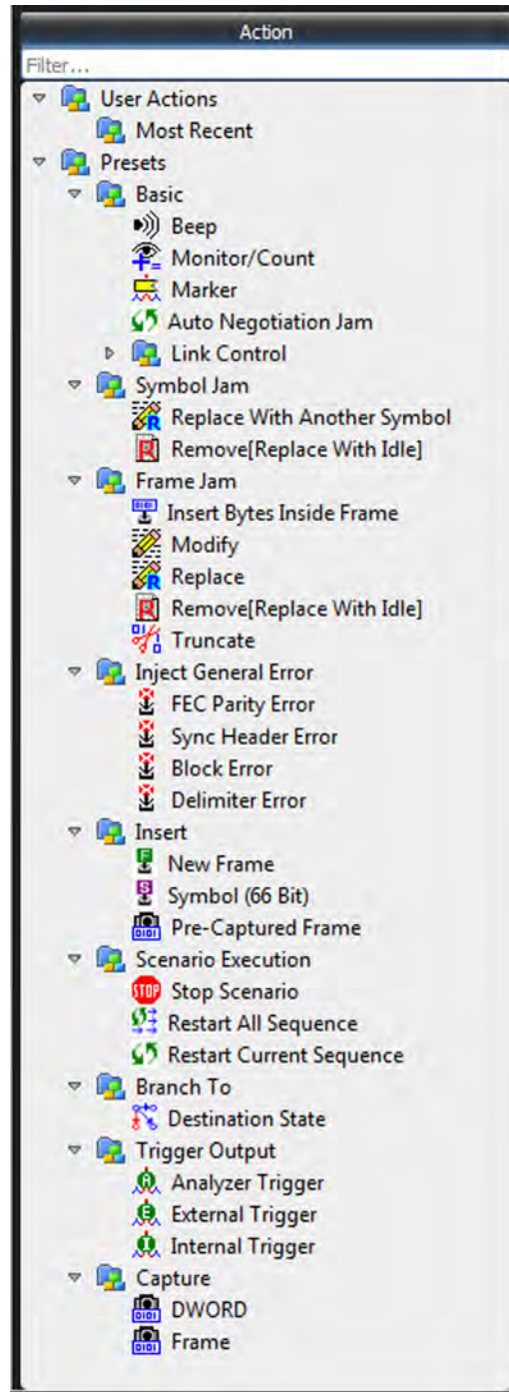 Action
Filter...
User Actions
Most Recent
Presets
Basic
Beep
Monitor/Count
Marker
Auto Negotiation Jam
Link Control
Symbol Jam
Replace With Another Symbol
Remove[Replace With Idle]
Frame Jam
Insert Bytes Inside Frame
Modify
Replace
Remove[Replace With Idle]
Truncate
Inject General Error
FEC Parity Error
Sync Header Error
Block Error
Delimiter Error
Insert
New Frame
Symbol (66 Bit)
Pre-Captured Frame
Scenario Execution
STOP Stop Scenario
Restart All Sequence
Restart Current Sequence
Branch To
Destination State
Trigger Output
Analyzer Trigger
External Trigger
Internal Trigger
Capture
DWORD
Frame